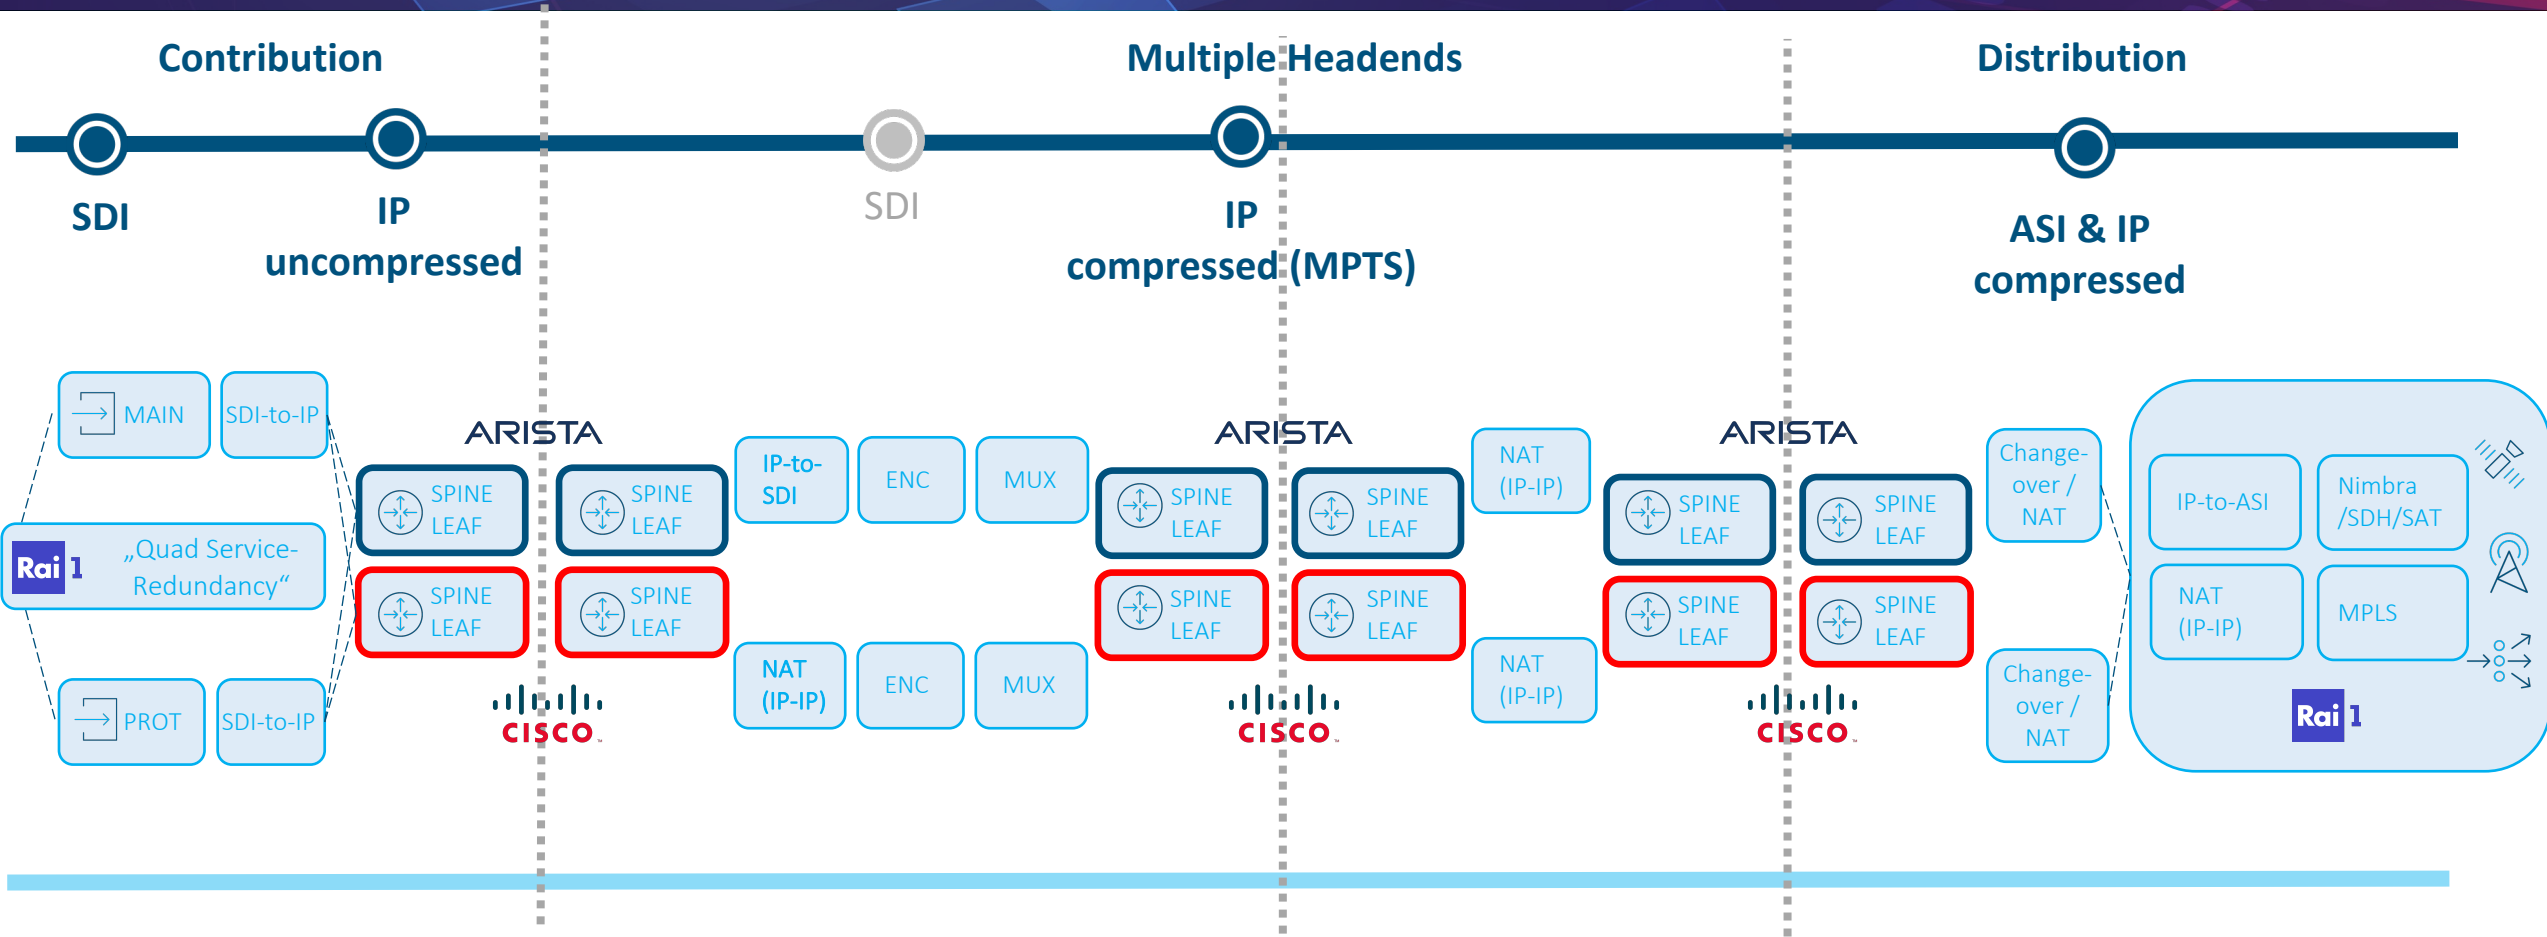 Contribution
Multiple Headends
Distribution
SDI
IP
uncompressed
SDI
IP
compressed (MPTS)
ASI & IP
compressed
MAIN
SDI-to-IP
Rai 1
„Quad Service-
Redundancy“
PROT
SDI-to-IP
ARISTA
SPINE
LEAF
SPINE
LEAF
SPINE
LEAF
SPINE
LEAF
CISCO
IP-to-
SDI
ENC
MUX
NAT
(IP-IP)
ENC
MUX
ARISTA
SPINE
LEAF
SPINE
LEAF
SPINE
LEAF
SPINE
LEAF
CISCO
NAT
(IP-IP)
NAT
(IP-IP)
ARISTA
SPINE
LEAF
SPINE
LEAF
SPINE
LEAF
SPINE
LEAF
CISCO
Change-
over /
NAT
Change-
over /
NAT
IP-to-ASI
Nimbra
/SDH/SAT
NAT
(IP-IP)
MPLS
Rai 1